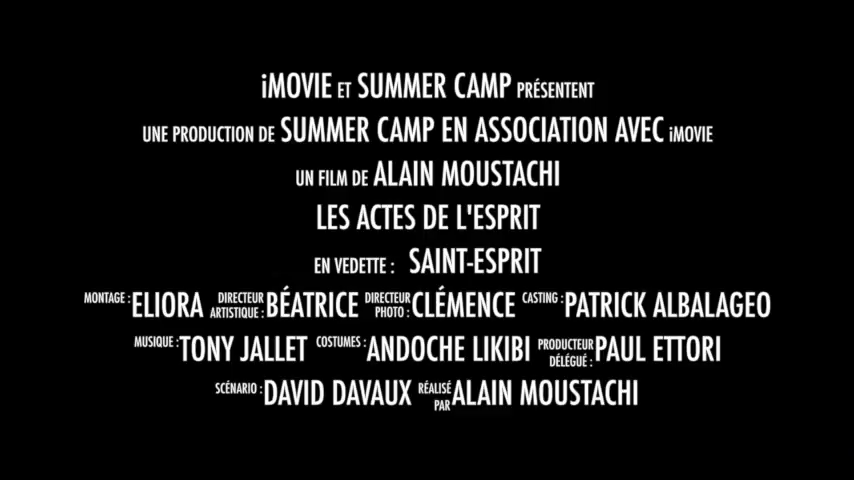 iMOVIE ET SUMMER CAMP PRÉSENTENT
UNE PRODUCTION DE SUMMER CAMP EN ASSOCIATION AVEC iMOVIE
UN FILM DE ALAIN MOUSTACHI
LES ACTES DE L'ESPRIT
EN VEDETTE : SAINT-ESPRIT
MONTAGE : ELIORA DIRECTEUR ARTISTIQUE : BÉATRICE DIRECTEUR PHOTO : CLÉMENCE CASTING : PATRICK ALBALAGEO
MUSIQUE : TONY JALLET COSTUMES : ANDOCHE LIKIBI PRODUCTEUR DÉLÉGUÉ : PAUL ETTORI
SCÉNARIO : DAVID DAVAUX RÉALISÉ PAR ALAIN MOUSTACHI